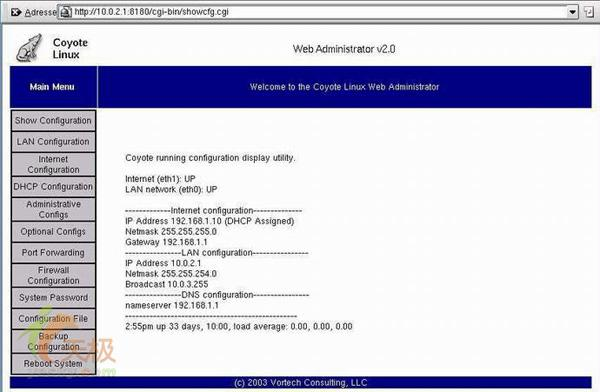 Adresse http://10.0.2.1:8180/cgi-bin/showcfg.cgi
Coyote
Linux
Web Administrator v2.0
Main Menu
Welcome to the Coyote Linux Web Administrator
Show Configuration
LAN Configuration
Internet
Configuration
DHCP Configuration
Administrative
Configs
Optional Configs
Port Forwarding
Firewall
Configuration
System Password
Configuration File
Backup
Configuration
Reboot System
Coyote running configuration display utility.
Internet (eth1): UP
LAN network (eth0): UP
--------------Internet configuration---------------
IP Address 192.168.1.10 (DHCP Assigned)
Netmask 255.255.255.0
Gateway 192.168.1.1
-----------------LAN configuration-----------------
IP Address 10.0.2.1
Netmask 255.255.254.0
Broadcast 10.0.3.255
-----------------DNS configuration-----------------
nameserver 192.168.1.1
----------------------------------------------------
2:55pm up 33 days, 10:00, load average: 0.00, 0.00, 0.00
天极
(c) 2003 Vortech Consulting, LLC